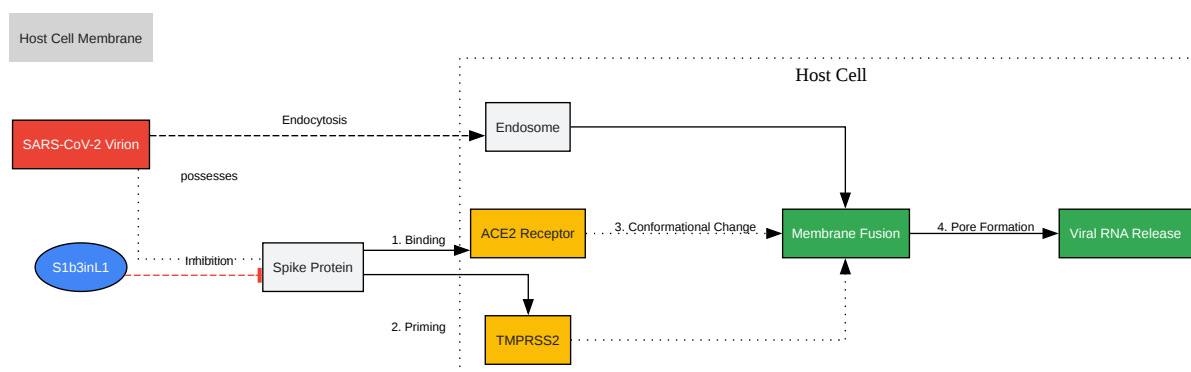 Host Cell Membrane
Host Cell
Endocytosis
Endosome
SARS-CoV-2 Virion
possesses
ACE2 Receptor
3. Conformational Change
Membrane Fusion
4. Pore Formation
Viral RNA Release
1. Binding
S1b3inL1
Inhibition
Spike Protein
2. Priming
TMPRSS2